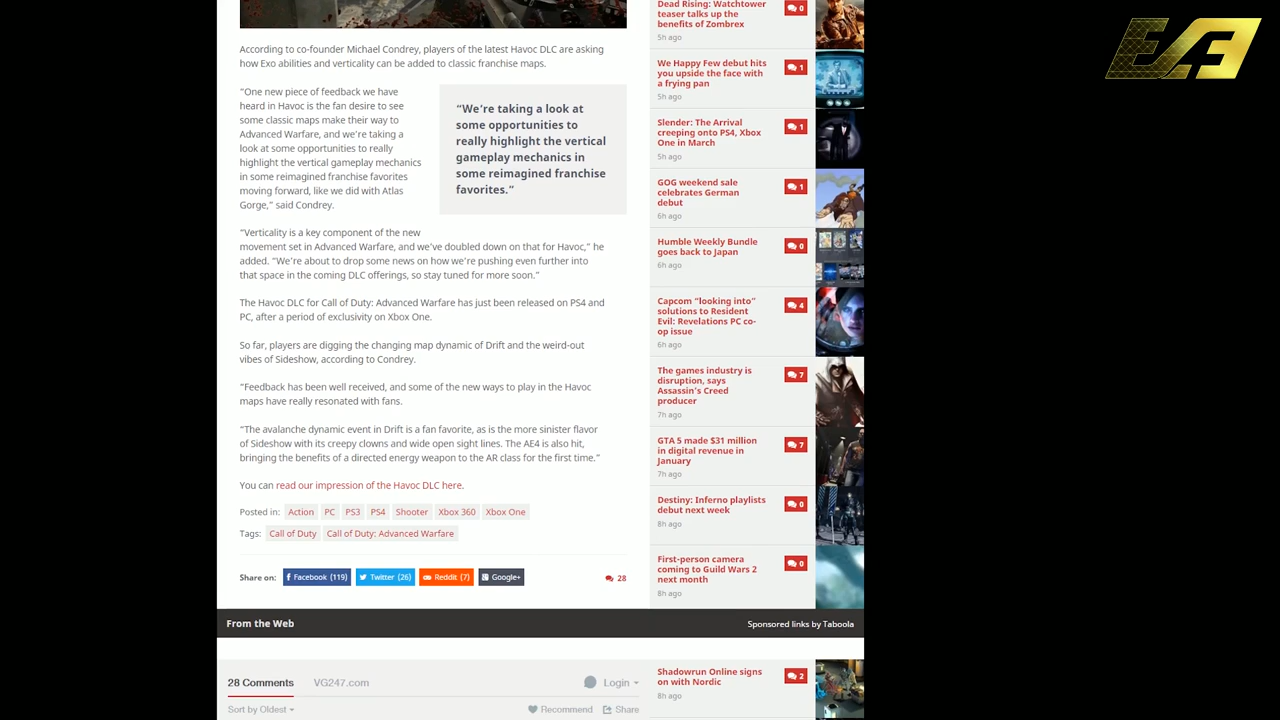 According to co-founder Michael Condrey, players of the latest Havoc DLC are asking
how Exo abilities and verticality can be added to classic franchise maps.
"One new piece of feedback we have
heard in Havoc is the fan desire to see
some classic maps make their way to
Advanced Warfare, and we're taking a
look at some opportunities to really
highlight the vertical gameplay mechanics
in some reimagined franchise favorites
moving forward, like we did with Atlas
Gorge," said Condrey.
"We're taking a look at
some opportunities to
really highlight the vertical
gameplay mechanics in
some reimagined franchise
favorites."
"Verticality is a key component of the new
movement set in Advanced Warfare, and we've doubled down on that for Havoc," he
added. "We're about to drop some news on how we're pushing even further into
that space in the coming DLC offerings, so stay tuned for more soon."
The Havoc DLC for Call of Duty: Advanced Warfare has just been released on PS4 and
PC, after a period of exclusivity on Xbox One.
So far, players are digging the changing map dynamic of Drift and the weird-out
vibes of Sideshow, according to Condrey.
"Feedback has been well received, and some of the new ways to play in the Havoc
maps have really resonated with fans.
"The avalanche dynamic event in Drift is a fan favorite, as is the more sinister flavor
of Sideshow with its creepy clowns and wide open sight lines. The AE4 is also hit,
bringing the benefits of a directed energy weapon to the AR class for the first time."
You can read our impression of the Havoc DLC here.
Posted in: Action PC PS3 PS4 Shooter Xbox 360 Xbox One
Tags: Call of Duty Call of Duty: Advanced Warfare
Share on: Facebook (119) Twitter (26) Reddit (7) Google+ 28
Dead Rising: Watchtower
teaser talks up the
benefits of Zombrex
0
5h ago
We Happy Few debut hits
you upside the face with
a frying pan
1
5h ago
Slender: The Arrival
creeping onto PS4, Xbox
One in March
1
5h ago
GOG weekend sale
celebrates German
debut
1
6h ago
Humble Weekly Bundle
goes back to Japan
0
6h ago
Capcom "looking into"
solutions to Resident
Evil: Revelations PC co-
op issue
4
6h ago
The games industry is
disruption, says
Assassin's Creed
producer
7
7h ago
GTA 5 made $31 million
in digital revenue in
January
7
7h ago
Destiny: Inferno playlists
debut next week
0
8h ago
First-person camera
coming to Guild Wars 2
next month
0
8h ago
From the Web
Sponsored links by Taboola
28 Comments VG247.com Login
Sort by Oldest Recommend Share
Shadowrun Online signs
on with Nordic
2
8h ago